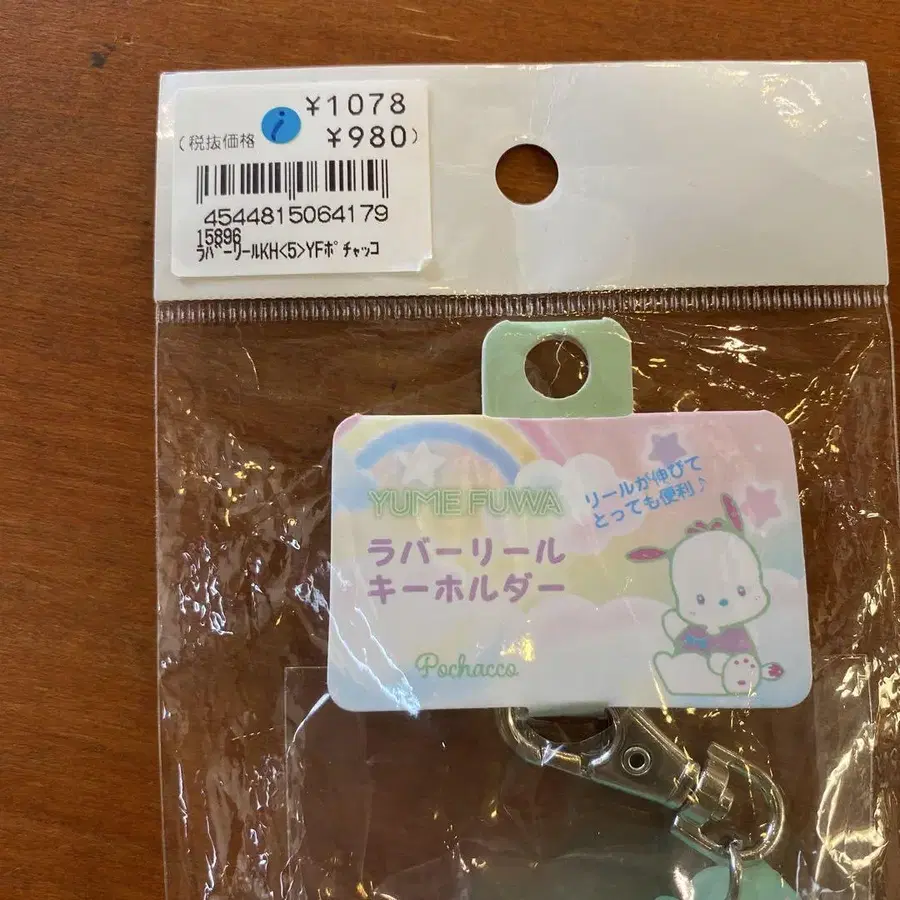 ¥1078
(税抜価格 ¥980)
4544815064179
15896
ﾗﾊﾞｰﾘｰﾙKH<5>YFﾎﾟﾁｬｯｺ
YUME FUWA
リールが伸びて
とっても便利♪
ラバーリール
キーホルダー
Pochacco